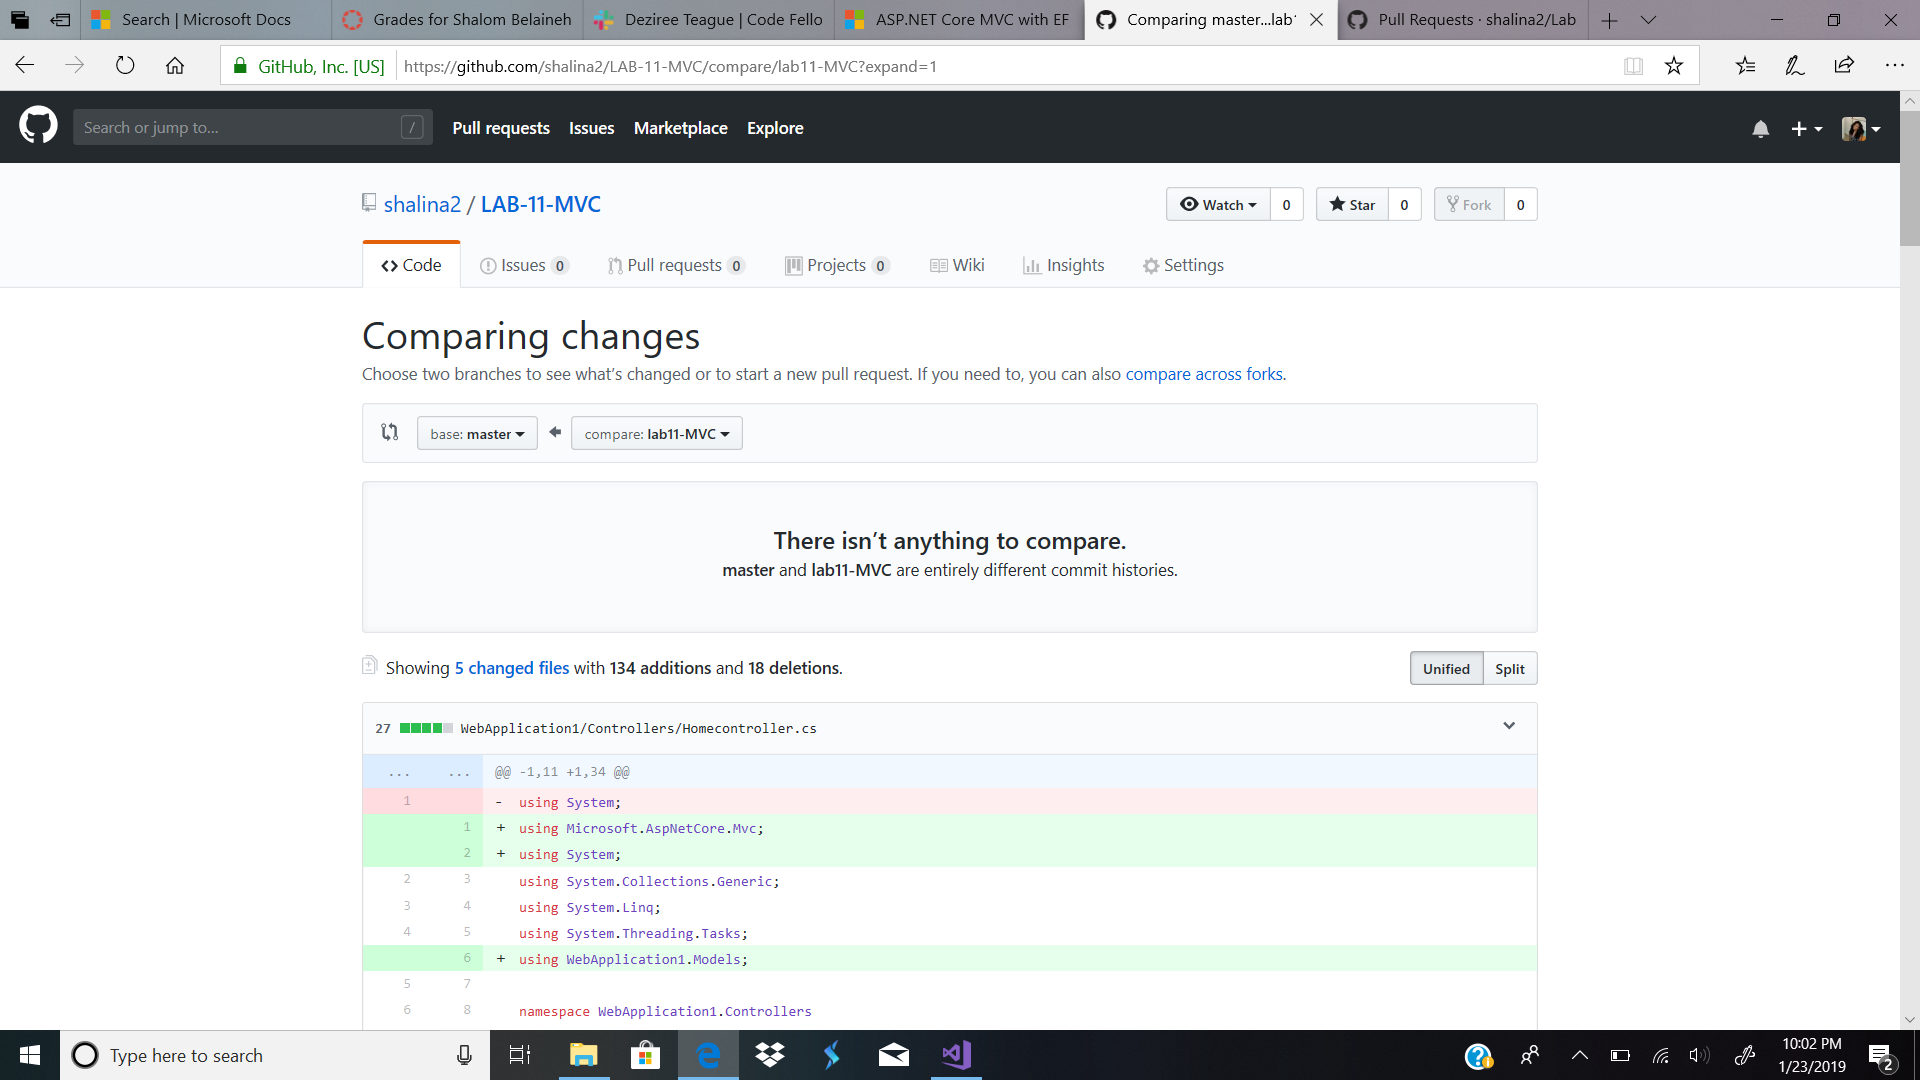 Search | Microsoft Docs
Grades for Shalom Belaineh
Deziree Teague | Code Fello
ASP.NET Core MVC with EF
Comparing master...lab1
Pull Requests · shalina2/Lab
GitHub, Inc. [US]
https://github.com/shalina2/LAB-11-MVC/compare/lab11-MVC?expand=1
Search or jump to...
/
Pull requests
Issues
Marketplace
Explore
shalina2 / LAB-11-MVC
Watch 0
Star 0
Fork 0
<> Code
Issues 0
Pull requests 0
Projects 0
Wiki
Insights
Settings
Comparing changes
Choose two branches to see what’s changed or to start a new pull request. If you need to, you can also compare across forks.
base: master
compare: lab11-MVC
There isn’t anything to compare.
master and lab11-MVC are entirely different commit histories.
Showing 5 changed files with 134 additions and 18 deletions.
Unified
Split
27 WebApplication1/Controllers/Homecontroller.cs
... ... @@ -1,11 +1,34 @@
1 - using System;
1 + using Microsoft.AspNetCore.Mvc;
2 + using System;
2 3 using System.Collections.Generic;
3 4 using System.Linq;
4 5 using System.Threading.Tasks;
6 + using WebApplication1.Models;
5 7
6 8 namespace WebApplication1.Controllers
Type here to search
10:02 PM
1/23/2019
2